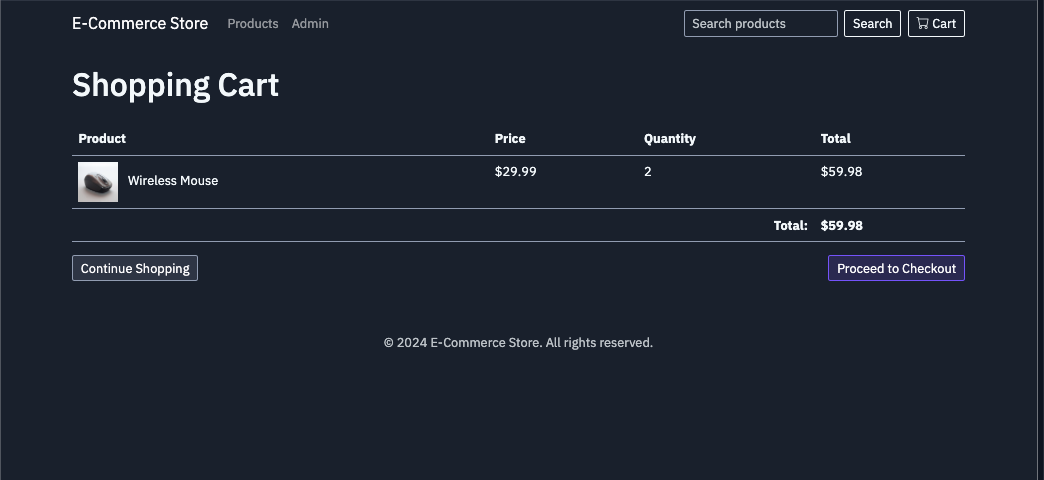 E-Commerce Store Products Admin Search products Search Cart
Shopping Cart
Product Price Quantity Total
Wireless Mouse $29.99 2 $59.98
Total: $59.98
Continue Shopping Proceed to Checkout
© 2024 E-Commerce Store. All rights reserved.